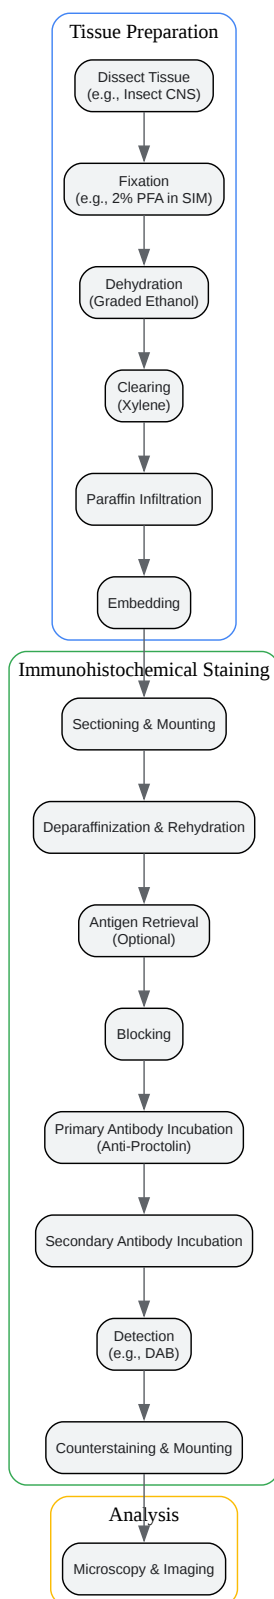 Tissue Preparation
Dissect Tissue
(e.g., Insect CNS)
Fixation
(e.g., 2% PFA in SIM)
Dehydration
(Graded Ethanol)
Clearing
(Xylene)
Paraffin Infiltration
Embedding
Immunohistochemical Staining
Sectioning & Mounting
Deparaffinization & Rehydration
Antigen Retrieval
(Optional)
Blocking
Primary Antibody Incubation
(Anti-Proctolin)
Secondary Antibody Incubation
Detection
(e.g., DAB)
Counterstaining & Mounting
Analysis
Microscopy & Imaging